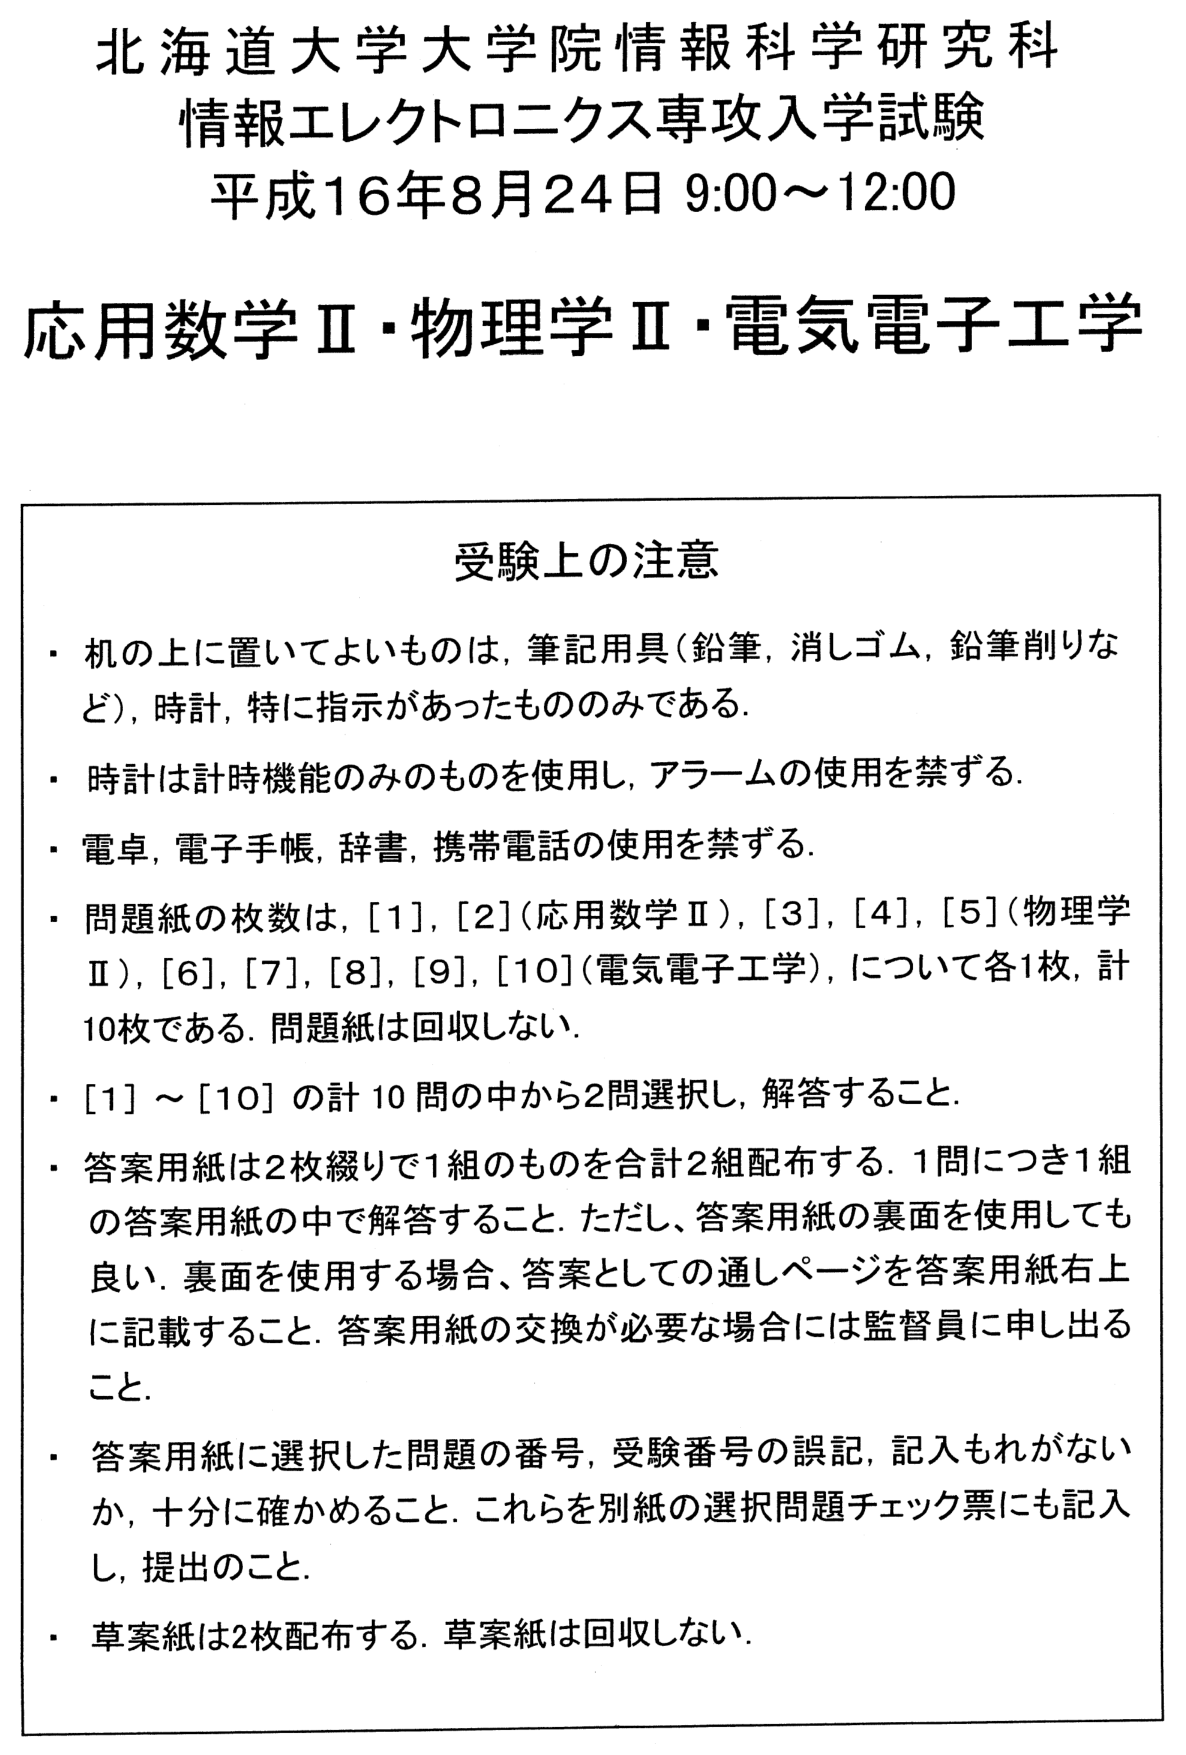 北海道大学大学院情報科学研究科
情報エレクトロニクス専攻入学試験
平成16年8月24日 9:00～12:00
応用数学Ⅱ・物理学Ⅱ・電気電子工学
受験上の注意
・ 机の上に置いてよいものは, 筆記用具(鉛筆, 消しゴム, 鉛筆削りな
ど), 時計, 特に指示があったもののみである.
・ 時計は計時機能のみのものを使用し, アラームの使用を禁ずる.
・ 電卓, 電子手帳, 辞書, 携帯電話の使用を禁ずる.
・ 問題紙の枚数は, [1], [2](応用数学Ⅱ), [3], [4], [5](物理学
Ⅱ), [6], [7], [8], [9], [10](電気電子工学), について各1枚, 計
10枚である. 問題紙は回収しない.
・ [1] ～ [10] の計 10 問の中から2問選択し, 解答すること.
・ 答案用紙は2枚綴りで1組のものを合計2組配布する. 1問につき1組
の答案用紙の中で解答すること. ただし、答案用紙の裏面を使用しても
良い. 裏面を使用する場合、答案としての通しページを答案用紙右上
に記載すること. 答案用紙の交換が必要な場合には監督員に申し出る
こと.
・ 答案用紙に選択した問題の番号, 受験番号の誤記, 記入もれがない
か, 十分に確かめること. これらを別紙の選択問題チェック票にも記入
し, 提出のこと.
・ 草案紙は2枚配布する. 草案紙は回収しない.